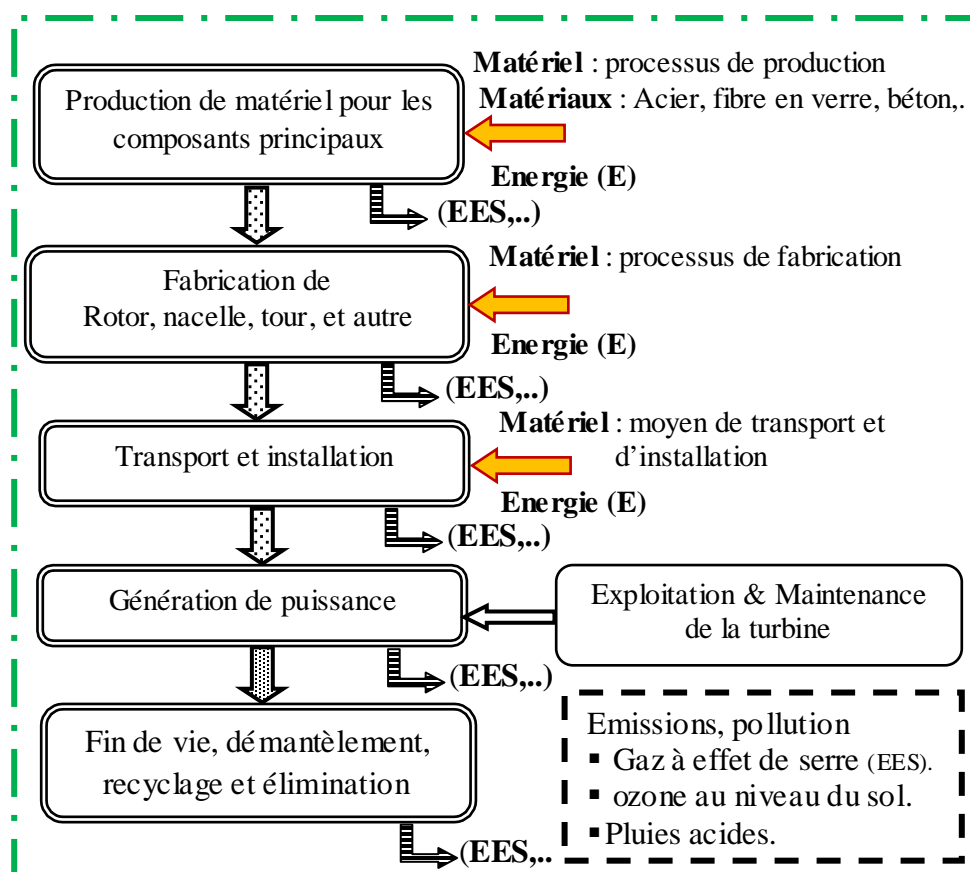 Matériel : processus de production
Production de matériel pour les
composants principaux
Matériaux : Acier, fibre en verre, béton,.
Energie (E)
(EES,..)
Matériel : processus de fabrication
Fabrication de
Rotor, nacelle, tour, et autre
Energie (E)
(EES,..)
Matériel : moyen de transport et
d’installation
Transport et installation
Energie (E)
(EES,..)
Génération de puissance
Exploitation & Maintenance
de la turbine
(EES,..)
Fin de vie, démantèlement,
recyclage et élimination
Emissions, pollution
▪ Gaz à effet de serre (EES).
▪ ozone au niveau du sol.
▪Pluies acides.
(EES,..